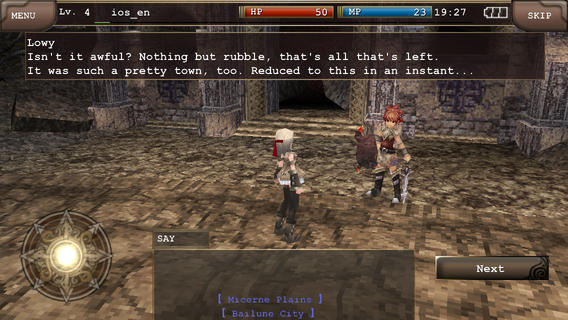 MENU
Lv. 4 __ios_en
HP 50
MP 23
19:27
SKIP
Lowy
Isn't it awful? Nothing but rubble, that's all that's left.
It was such a pretty town, too. Reduced to this in an instant...
SAY
Next
[ Micerne Plains ]
[ Bailune City ]